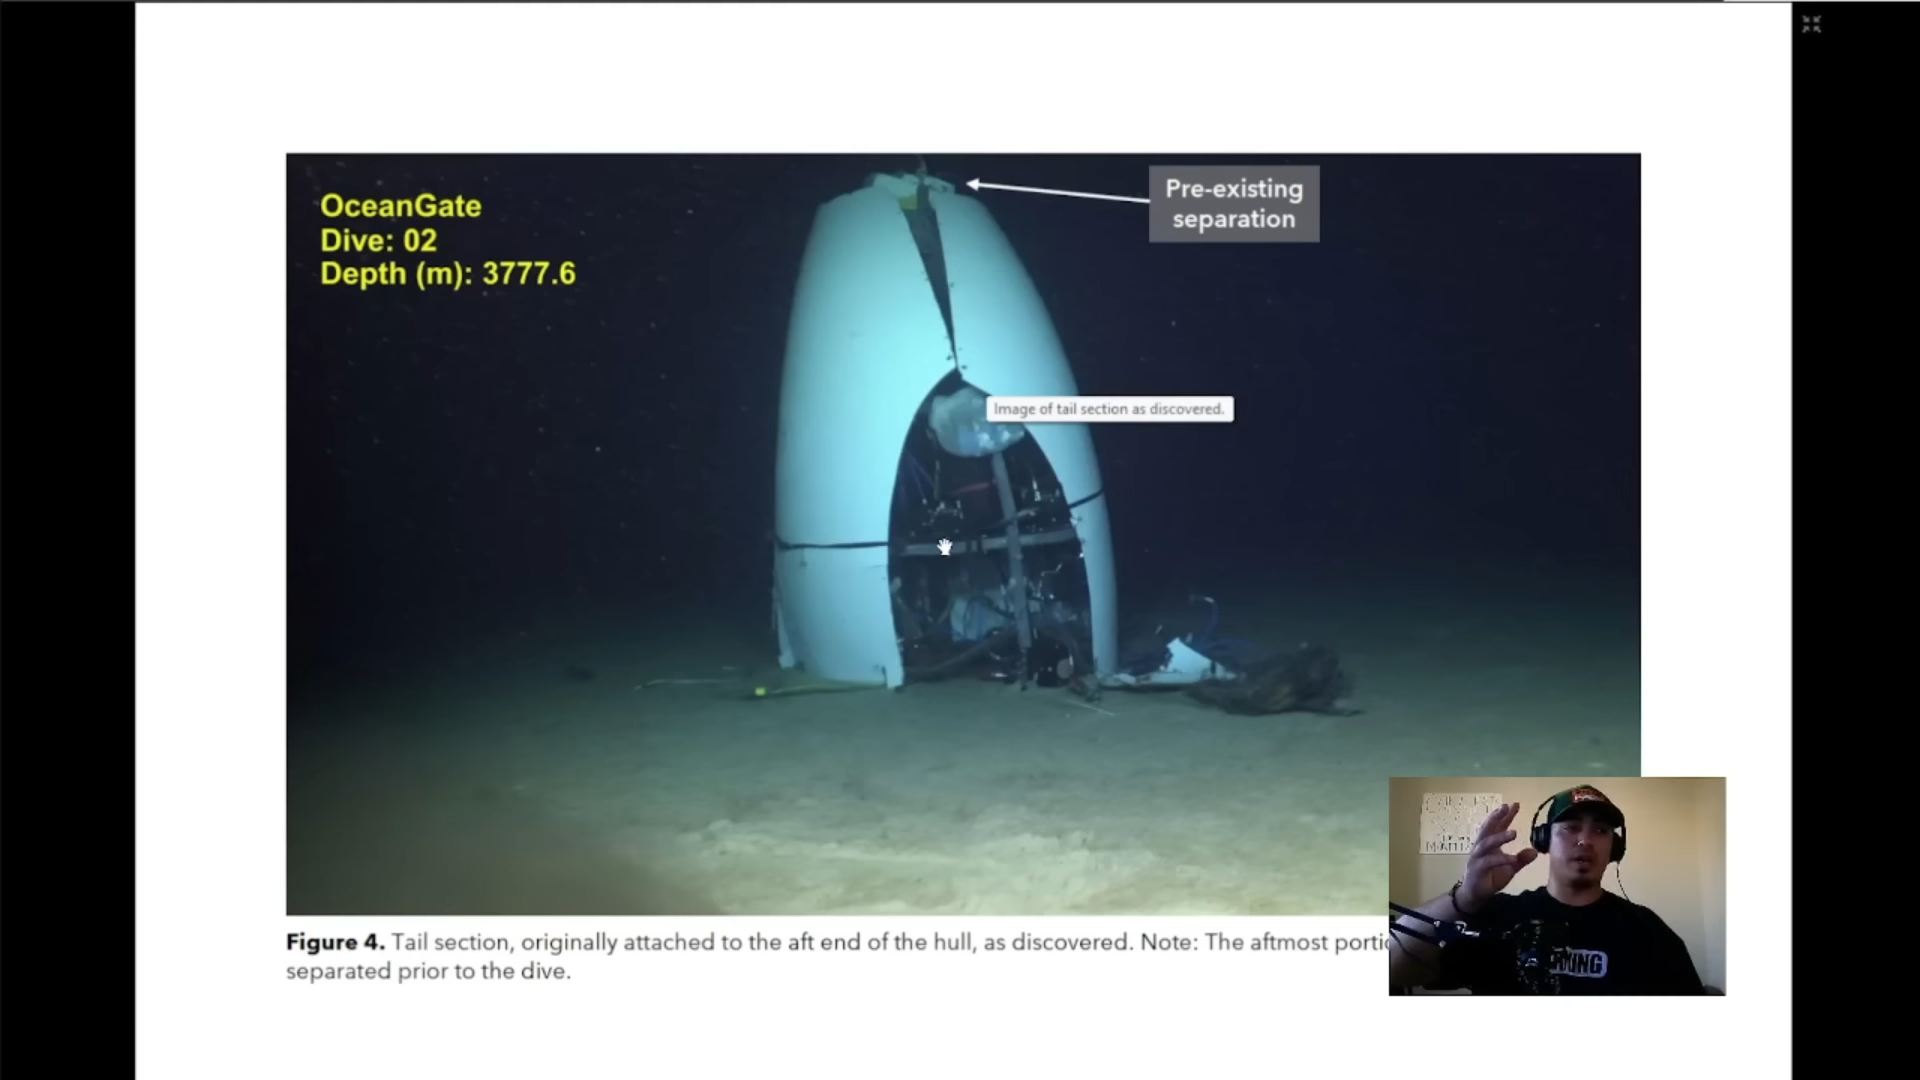 OceanGate
Dive: 02
Depth (m): 3777.6
Pre-existing
separation
Image of tail section as discovered.
Figure 4. Tail section, originally attached to the aft end of the hull, as discovered. Note: The aftmost
separated prior to the dive.